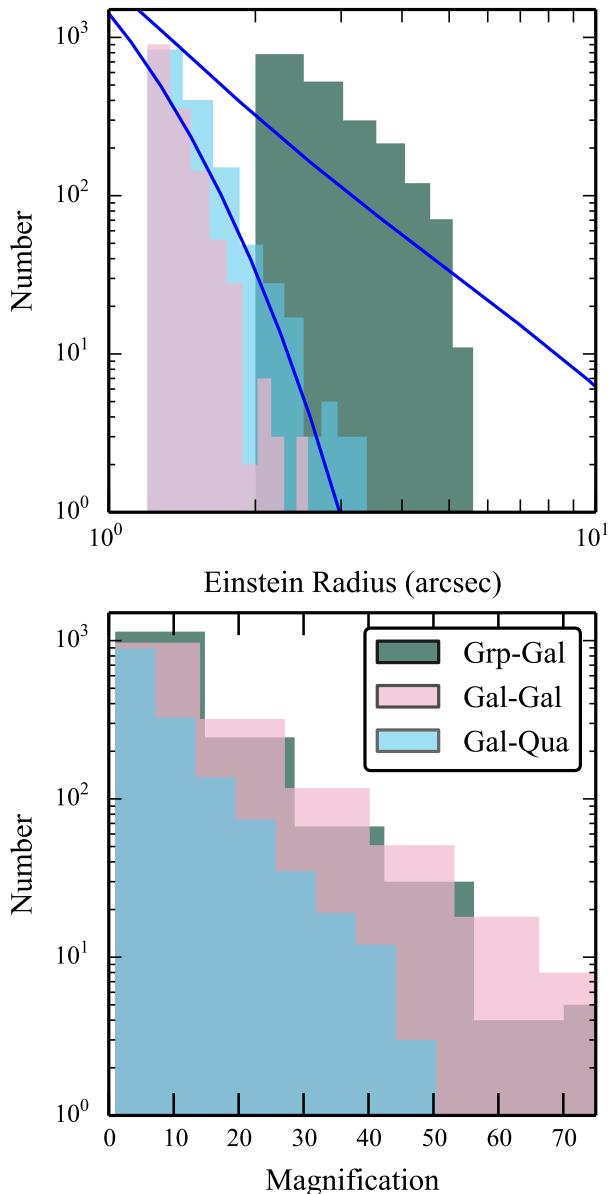 10³
10²
10¹
10⁰
Number
10⁰
10¹
Einstein Radius (arcsec)
10³
10²
10¹
10⁰
Number
Grp-Gal
Gal-Gal
Gal-Qua
0 10 20 30 40 50 60 70
Magnification